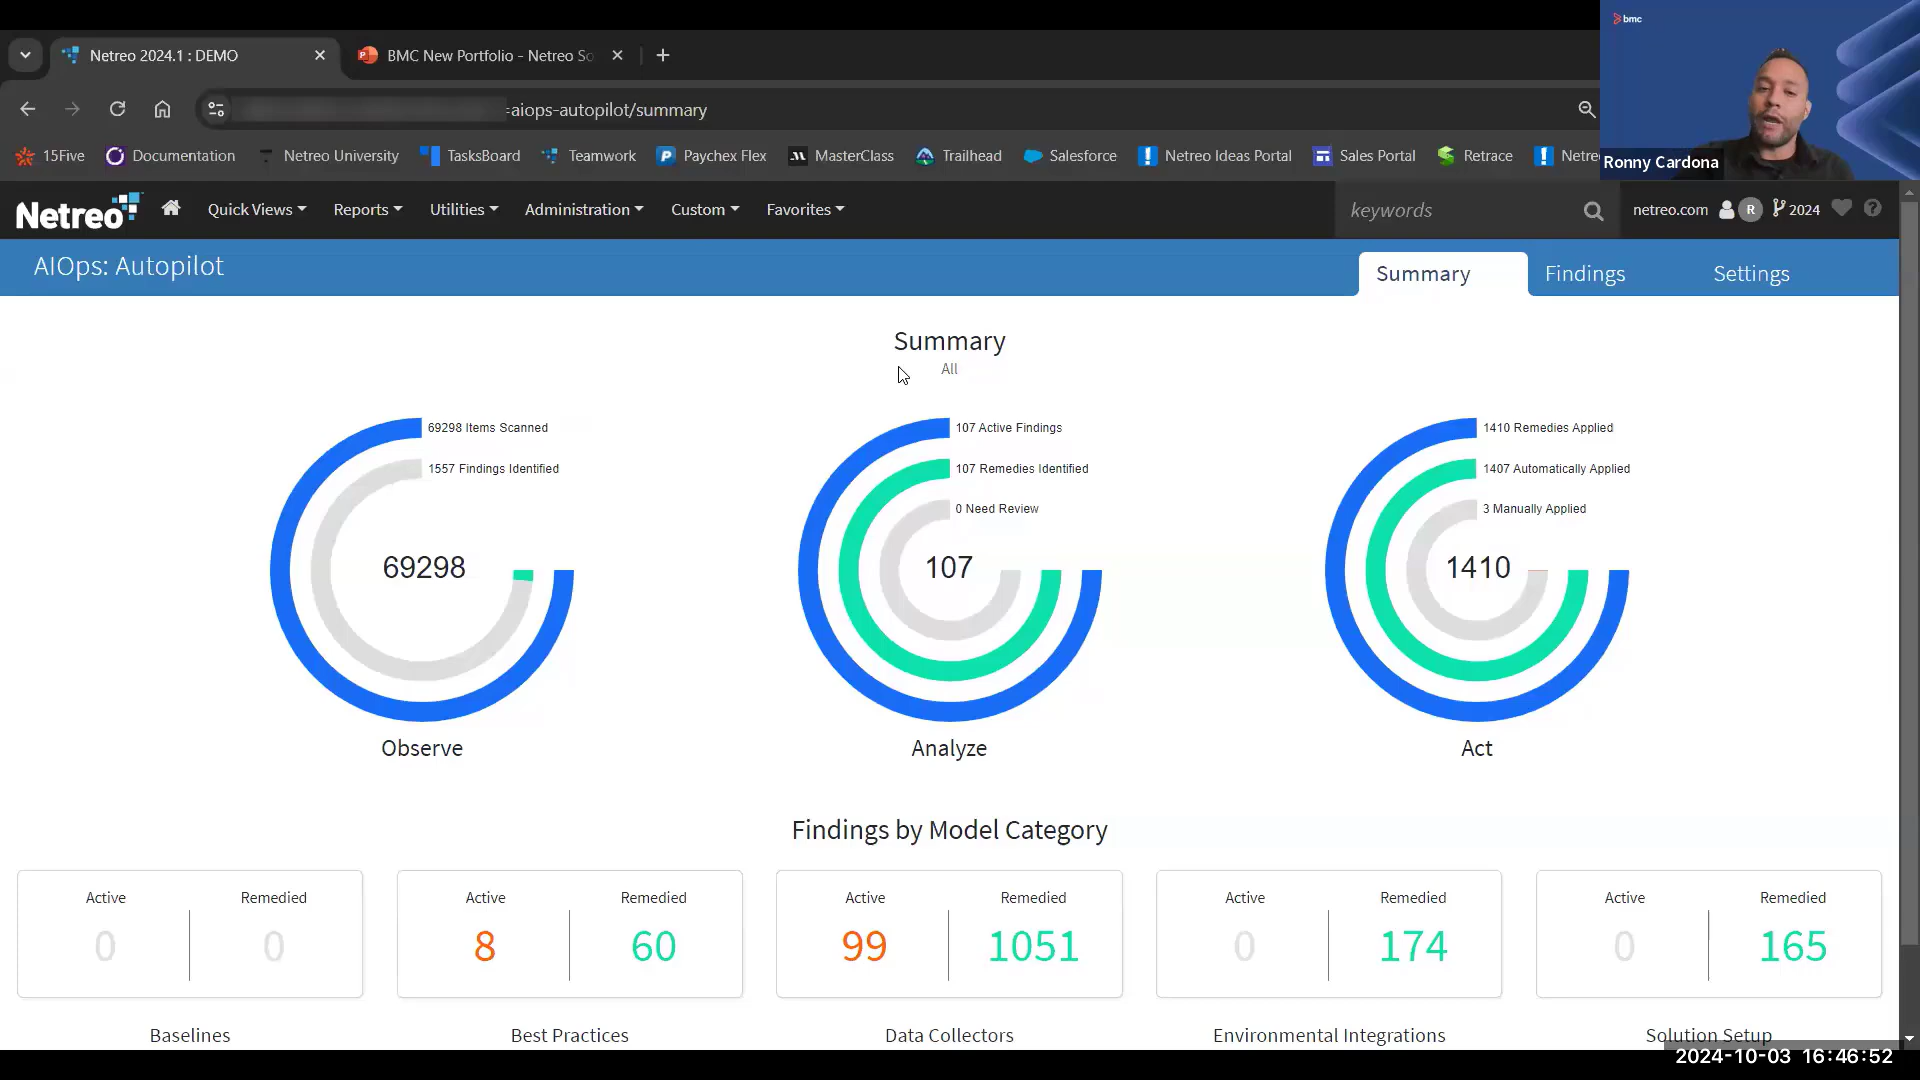 Netreo 2024.1 : DEMO
BMC New Portfolio - Netreo So
=aiops-autopilot/summary
bmc
Ronny Cardona
15Five
Documentation
Netreo University
TasksBoard
Teamwork
Paychex Flex
MasterClass
Trailhead
Salesforce
Netreo Ideas Portal
Sales Portal
Retrace
Netre
Netreo
Quick Views
Reports
Utilities
Administration
Custom
Favorites
keywords
netreo.com
R
2024
AIOps: Autopilot
Summary
Findings
Settings
Summary
All
69298 Items Scanned
1557 Findings Identified
69298
Observe
107 Active Findings
107 Remedies Identified
0 Need Review
107
Analyze
1410 Remedies Applied
1407 Automatically Applied
3 Manually Applied
1410
Act
Findings by Model Category
Active Remedied
0 0
Baselines
Active Remedied
8 60
Best Practices
Active Remedied
99 1051
Data Collectors
Active Remedied
0 174
Environmental Integrations
Active Remedied
0 165
Solution Setup
2024-10-03 16:46:52